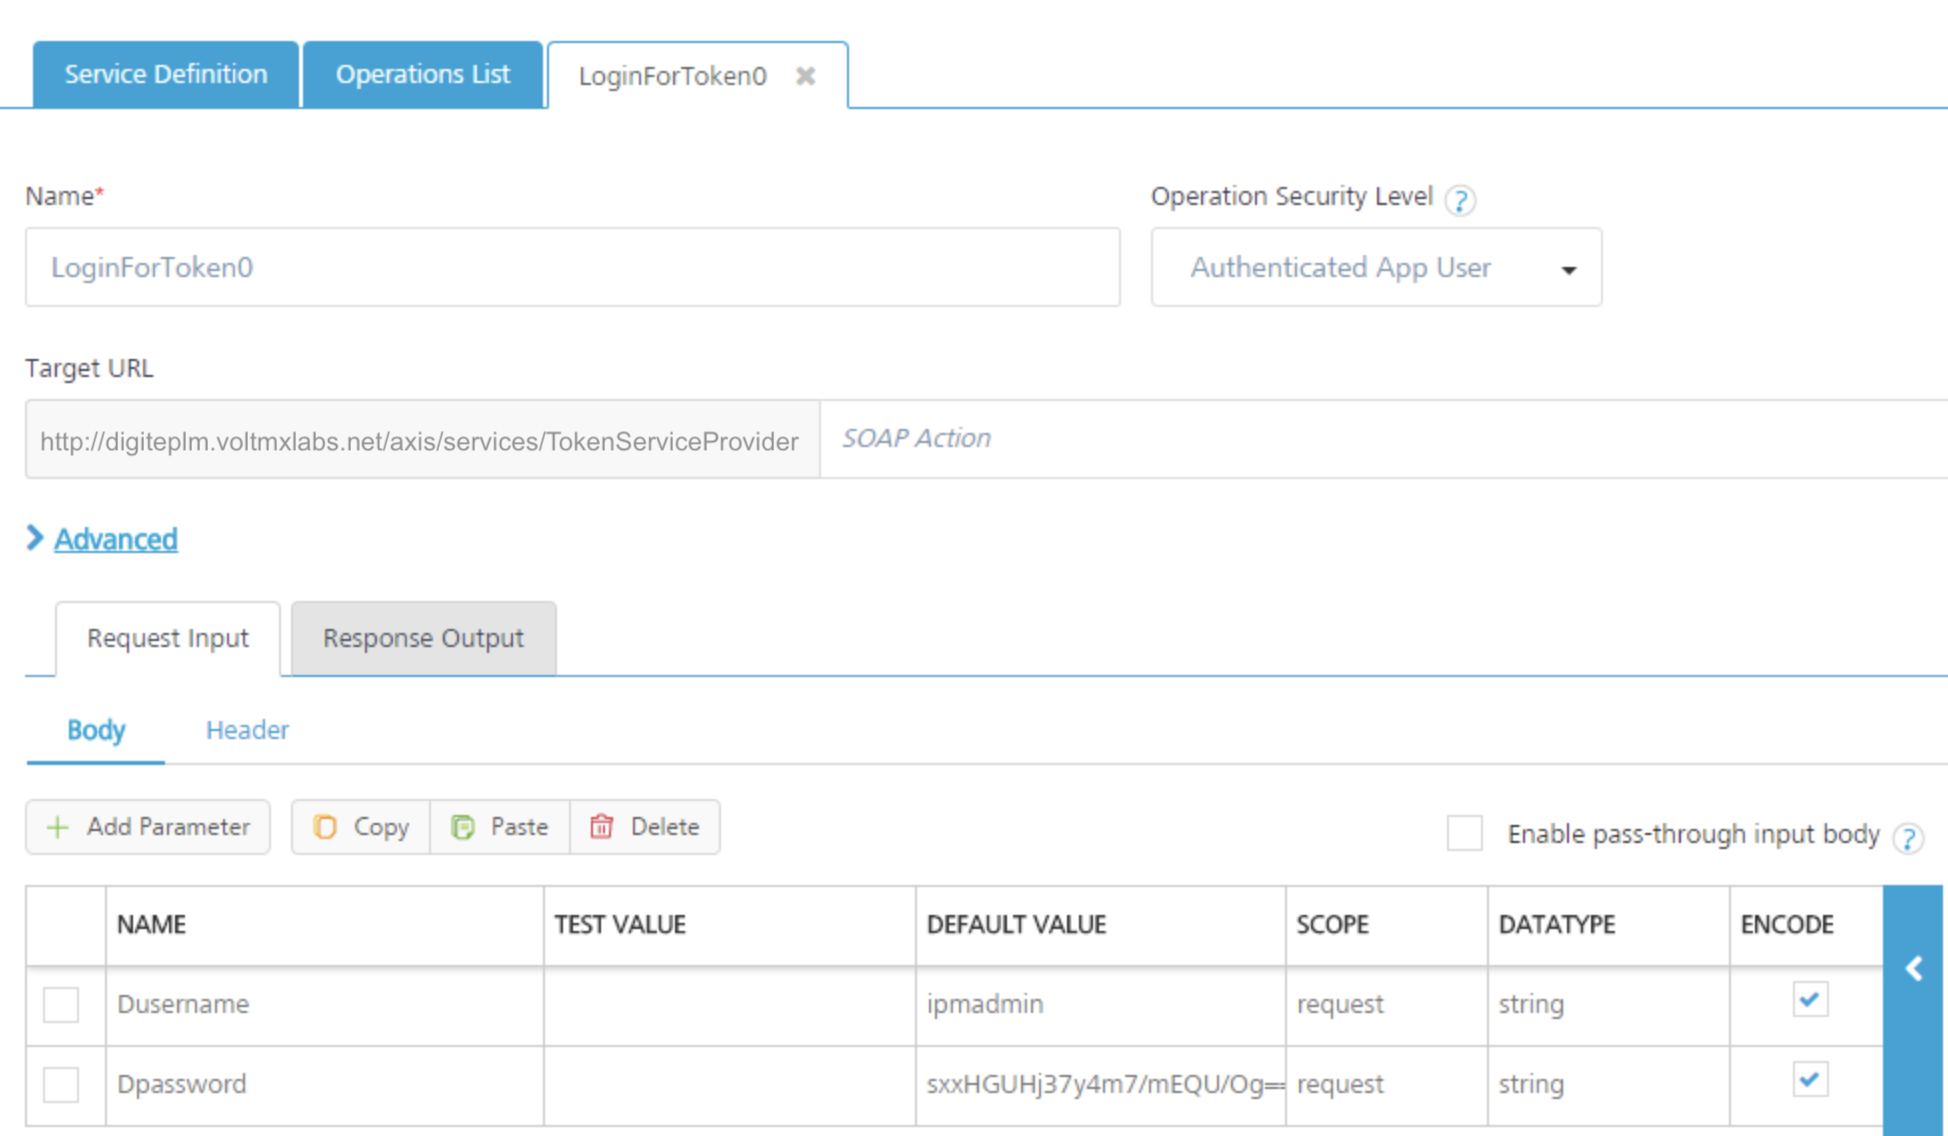 Service Definition Operations List LoginForToken0
Name* Operation Security Level ?
LoginForToken0 Authenticated App User
Target URL
http://digiteplm.voltmxlabs.net/axis/services/TokenServiceProvider SOAP Action
Advanced
Request Input Response Output
Body Header
Add Parameter Copy Paste Delete Enable pass-through input body ?
NAME TEST VALUE DEFAULT VALUE SCOPE DATATYPE ENCODE
Dusername ipmadmin request string
Dpassword sxxHGUHj37y4m7/mEQU/Og== request string